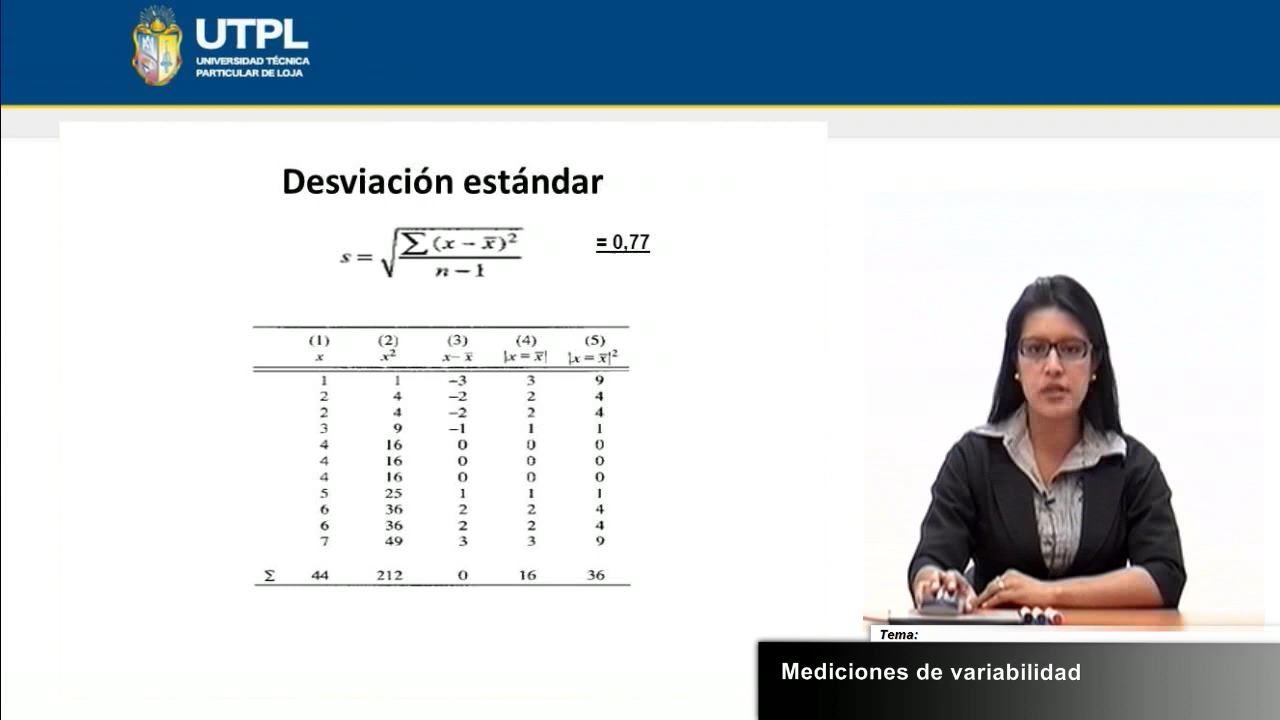 UTPL
UNIVERSIDAD TÉCNICA
PARTICULAR DE LOJA
Desviación estándar
s = √(∑ (x − x̄)² / (n − 1)) = 0,77
(1) (2) (3) (4) (5)
x x² x− x̄ |x = x̄| |x = x̄|²
1 1 −3 3 9
2 4 −2 2 4
2 4 −2 2 4
3 9 −1 1 1
4 16 0 0 0
4 16 0 0 0
4 16 0 0 0
5 25 1 1 1
6 36 2 2 4
6 36 2 2 4
7 49 3 3 9
Σ 44 212 0 16 36
Tema:
Mediciones de variabilidad